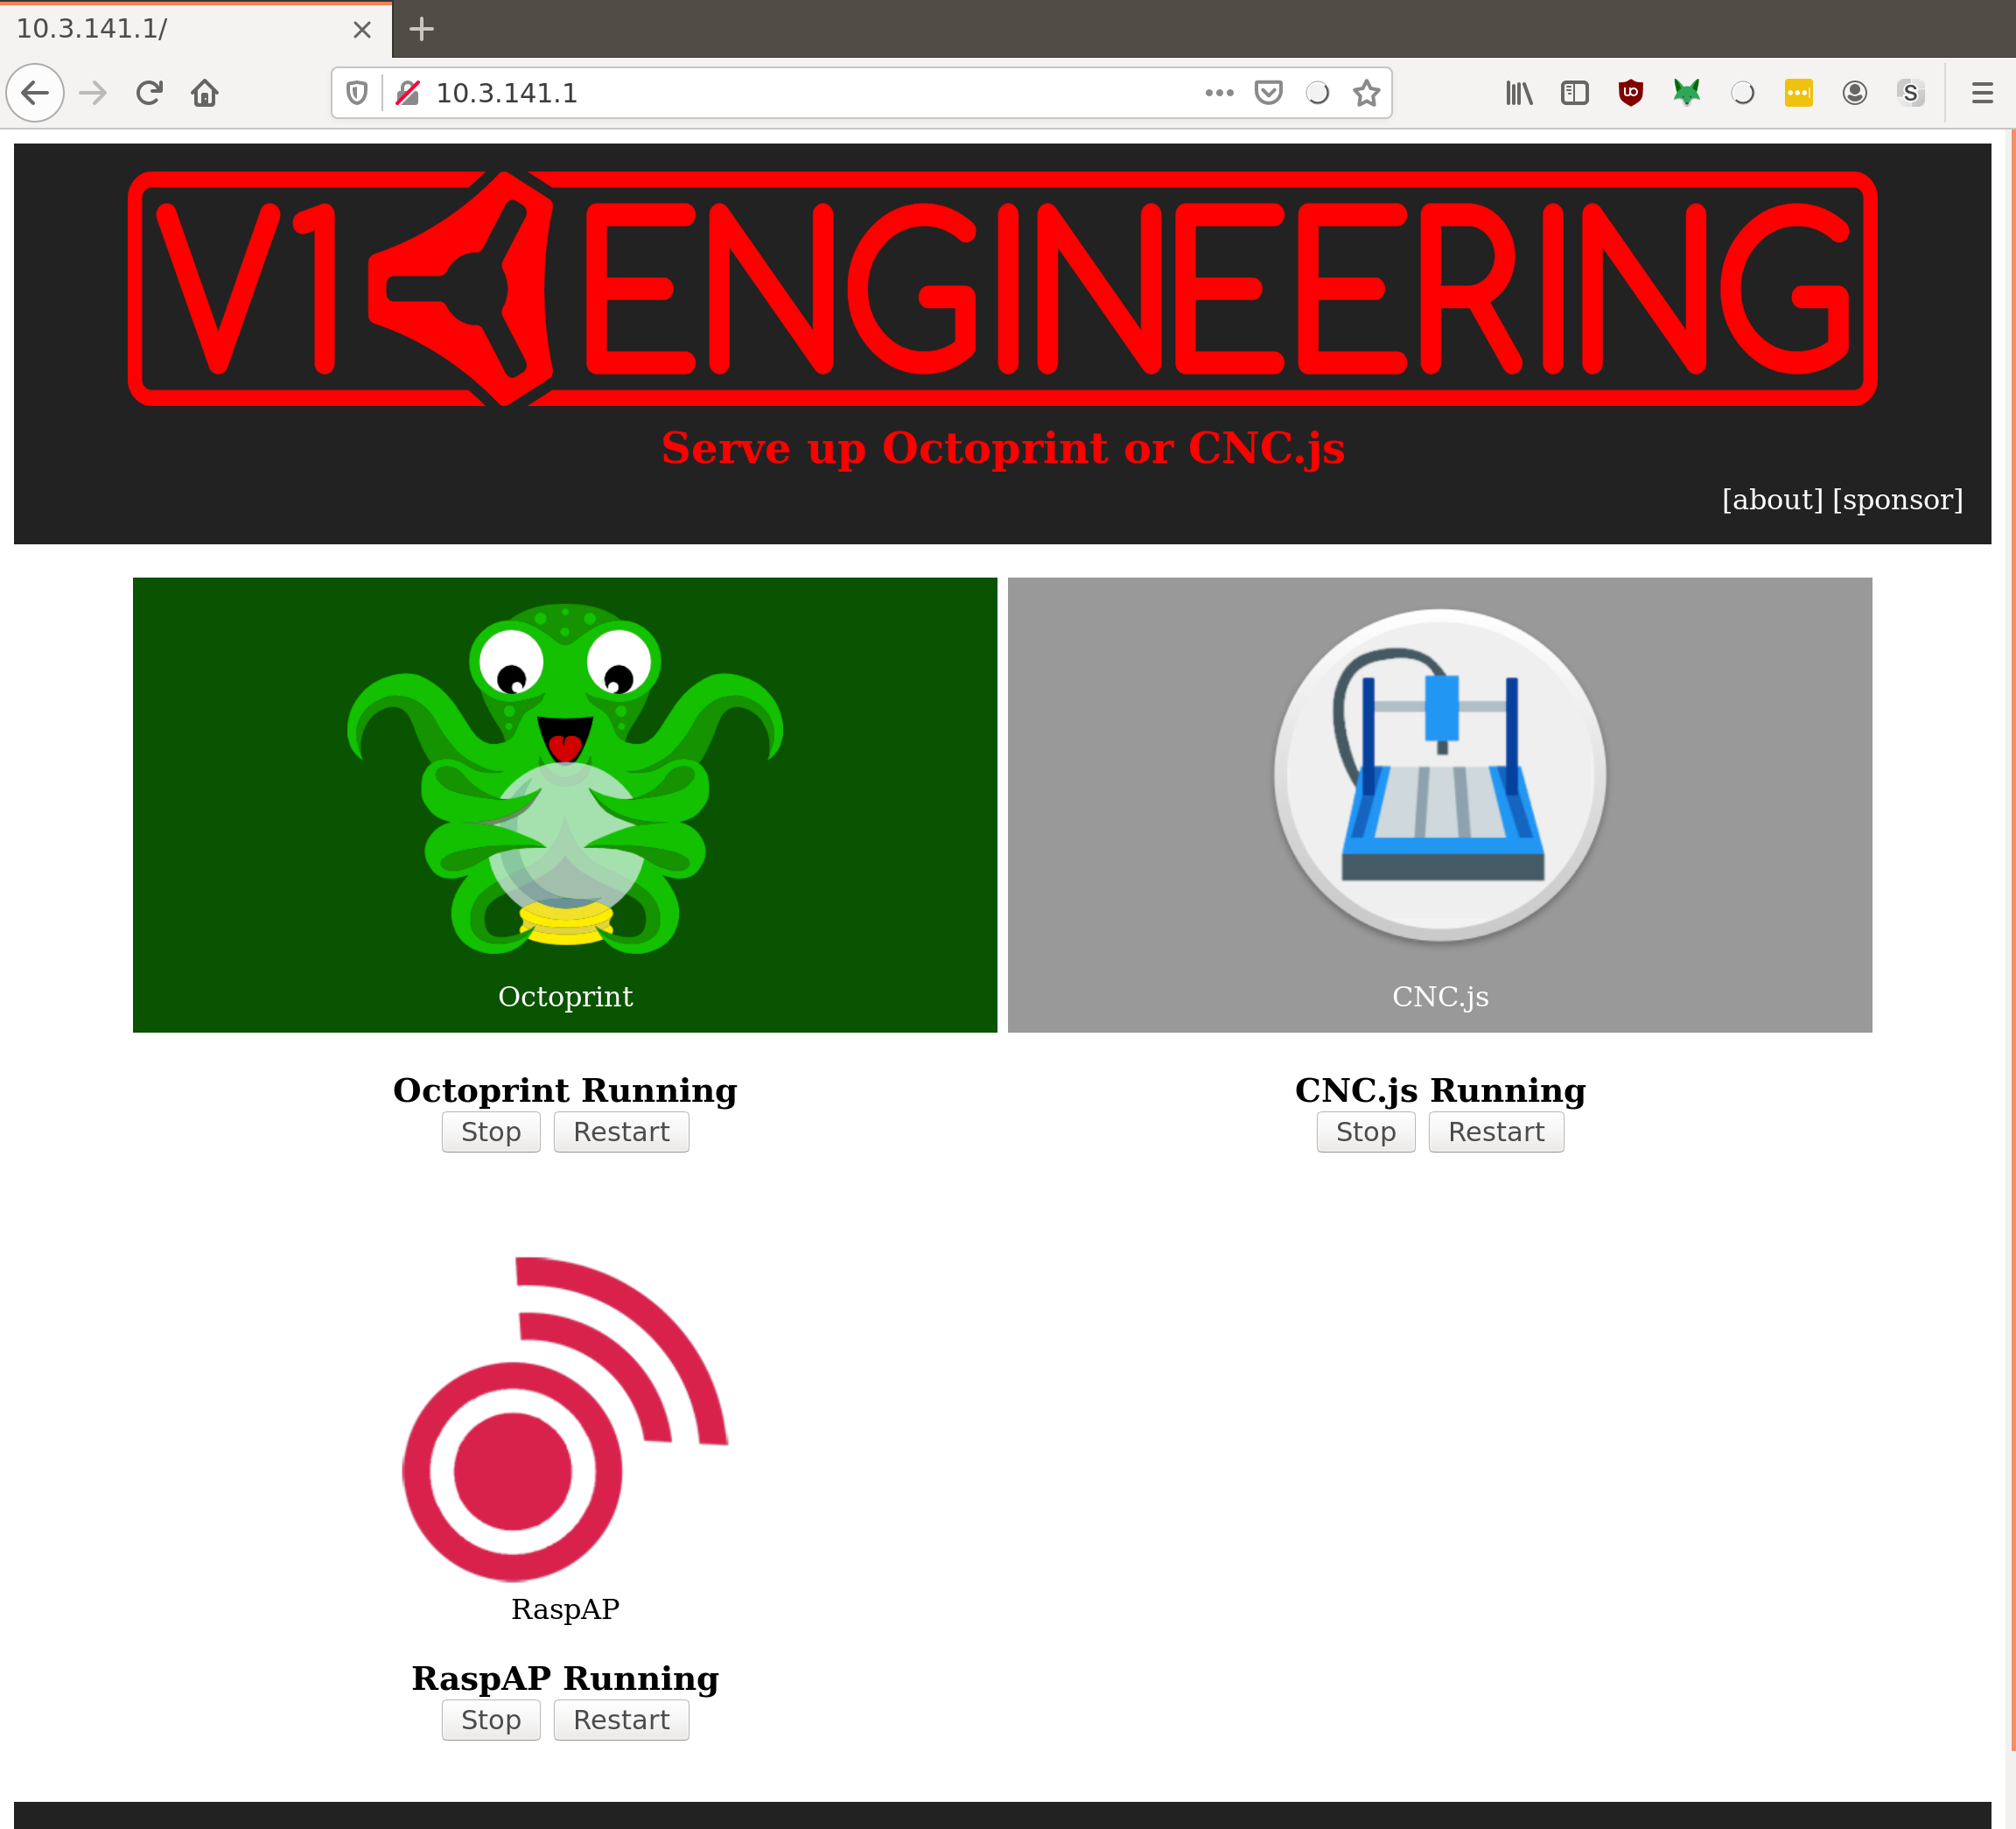 10.3.141.1/
10.3.141.1
V1 ENGINEERING
Serve up Octoprint or CNC.js
[about] [sponsor]
Octoprint
CNC.js
Octoprint Running
Stop Restart
CNC.js Running
Stop Restart
RaspAP
RaspAP Running
Stop Restart